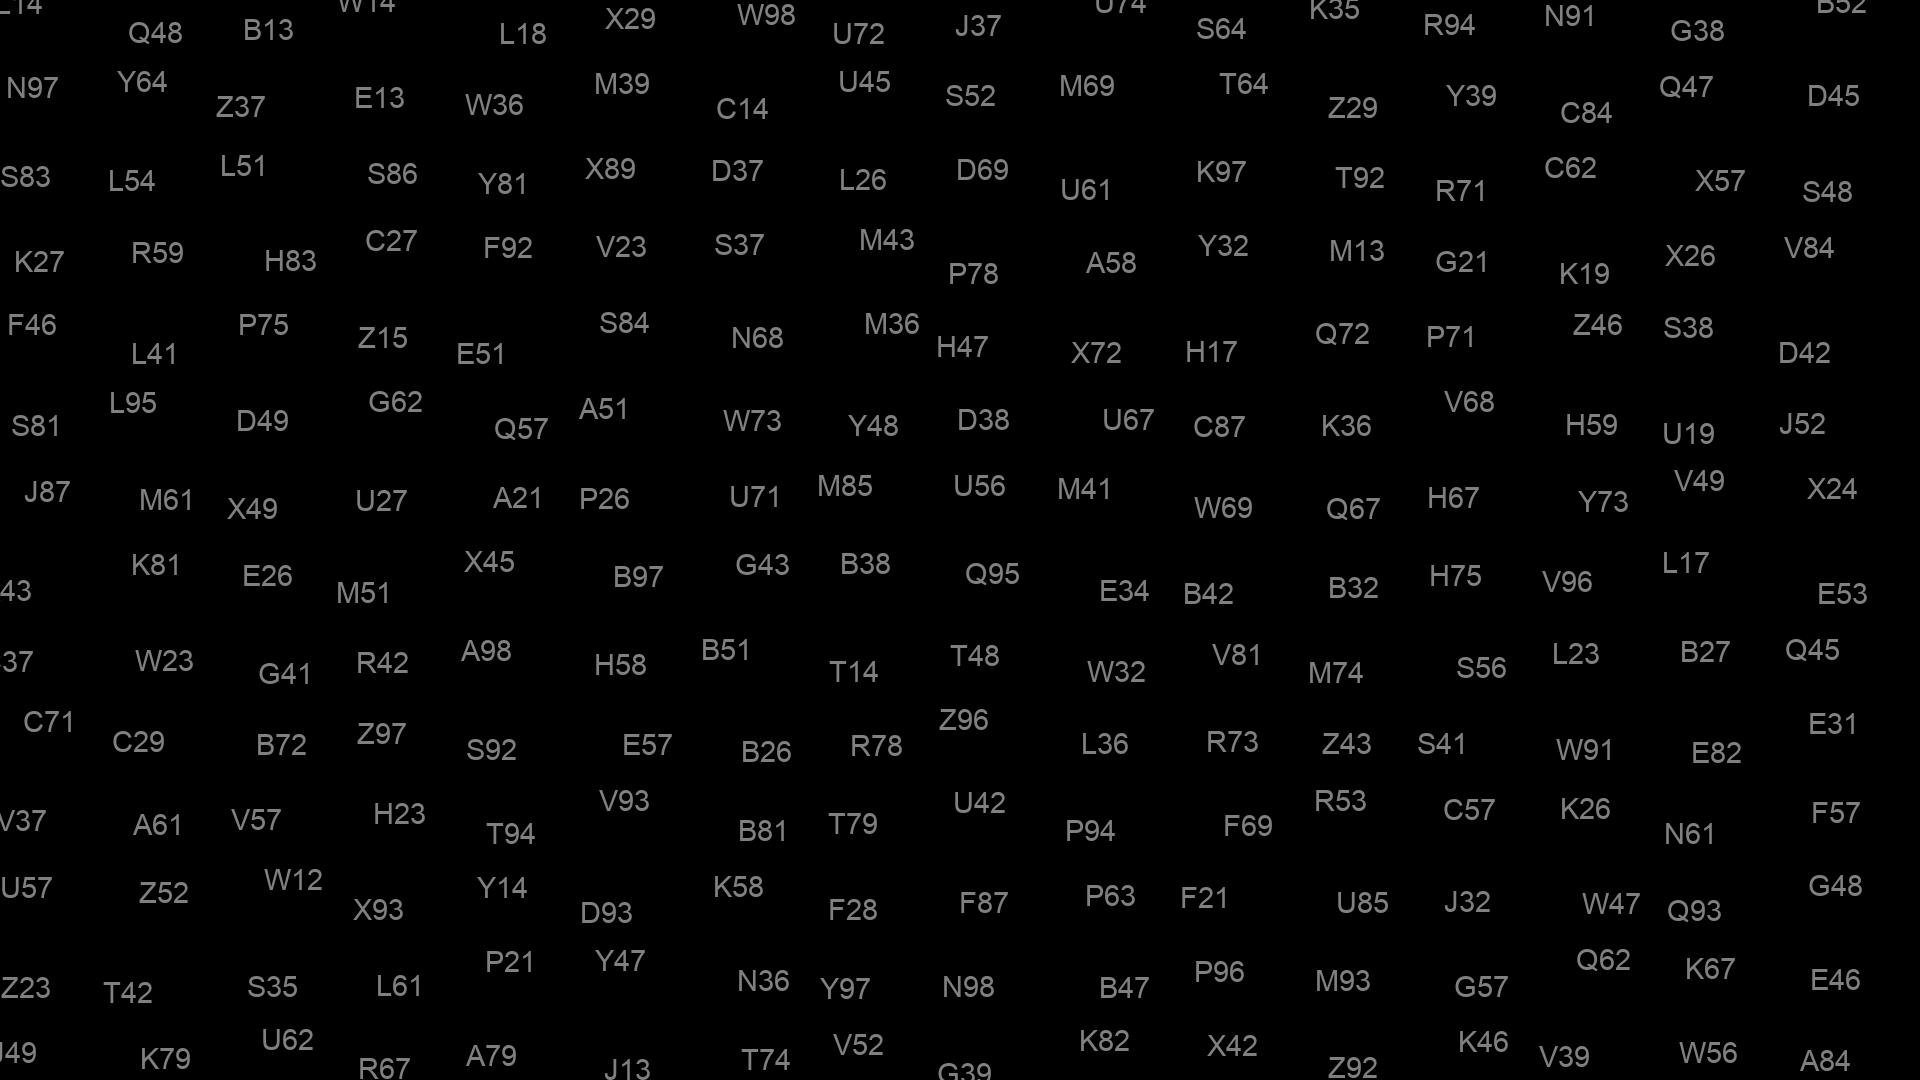 L14 Q48 B13 W14 L18 X29 W98 U72 J37 U74 S64 K35 R94 N91 G38 B52
N97 Y64 Z37 E13 W36 M39 C14 U45 S52 M69 T64 Z29 Y39 C84 Q47 D45
S83 L54 L51 S86 Y81 X89 D37 L26 D69 U61 K97 T92 R71 C62 X57 S48
K27 R59 H83 C27 F92 V23 S37 M43 P78 A58 Y32 M13 G21 K19 X26 V84
F46 L41 P75 Z15 E51 S84 N68 M36 H47 X72 H17 Q72 P71 Z46 S38 D42
S81 L95 D49 G62 Q57 A51 W73 Y48 D38 U67 C87 K36 V68 H59 U19 J52
J87 M61 X49 U27 A21 P26 U71 M85 U56 M41 W69 Q67 H67 Y73 V49 X24
43 K81 E26 M51 X45 B97 G43 B38 Q95 E34 B42 B32 H75 V96 L17 E53
37 W23 G41 R42 A98 H58 B51 T14 T48 W32 V81 M74 S56 L23 B27 Q45
C71 C29 B72 Z97 S92 E57 B26 R78 Z96 L36 R73 Z43 S41 W91 E82 E31
V37 A61 V57 H23 T94 V93 B81 T79 U42 P94 F69 R53 C57 K26 N61 F57
U57 Z52 W12 X93 Y14 D93 K58 F28 F87 P63 F21 U85 J32 W47 Q93 G48
Z23 T42 S35 L61 P21 Y47 N36 Y97 N98 B47 P96 M93 G57 Q62 K67 E46
49 K79 U62 R67 A79 J13 T74 V52 G39 K82 X42 Z92 K46 V39 W56 A84